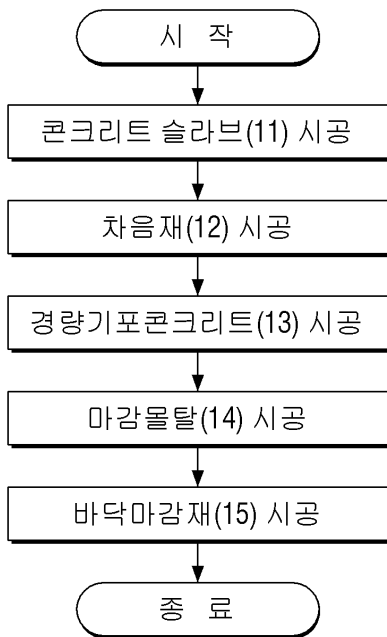 시 작
콘크리트 슬라브(11) 시공
차음재(12) 시공
경량기포콘크리트(13) 시공
마감몰탈(14) 시공
바닥마감재(15) 시공
종 료